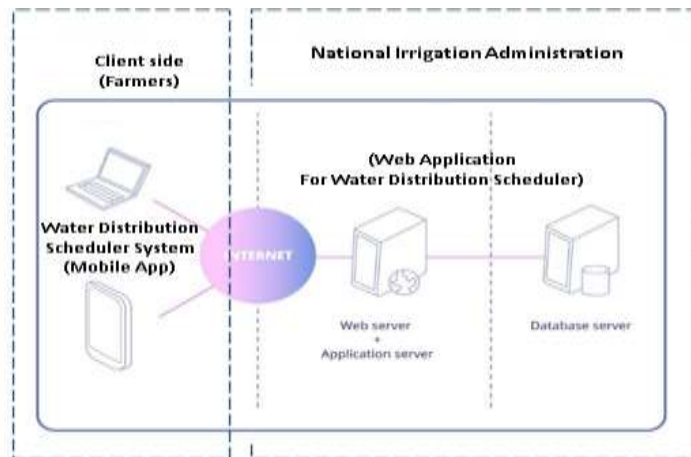 Client side
(Farmers)
National Irrigation Administration
(Web Application
For Water Distribution Scheduler)
Water Distribution
Scheduler System
(Mobile App)
INTERNET
Web server
+
Application server
Database server